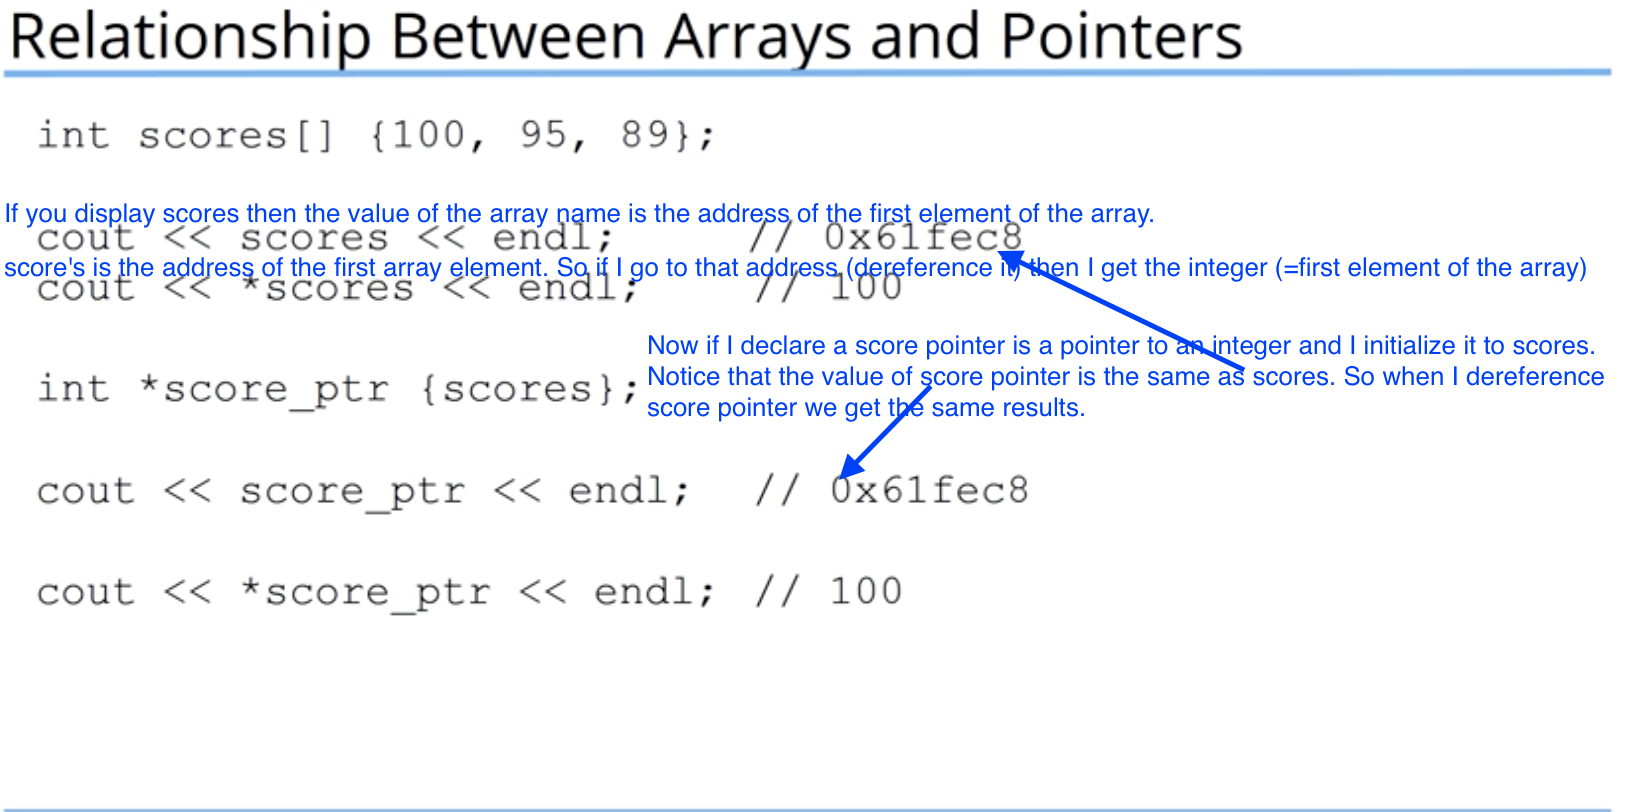 Relationship Between Arrays and Pointers
int scores[] {100, 95, 89};
If you display scores then the value of the array name is the address of the first element of the array.
cout << scores << endl; // 0x61fec8
score's is the address of the first array element. So if I go to that address (dereference it) then I get the integer (=first element of the array)
cout << *scores << endl; // 100
Now if I declare a score pointer is a pointer to an integer and I initialize it to scores.
Notice that the value of score pointer is the same as scores. So when I dereference
int *score_ptr {scores};
score pointer we get the same results.
cout << score_ptr << endl; // 0x61fec8
cout << *score_ptr << endl; // 100